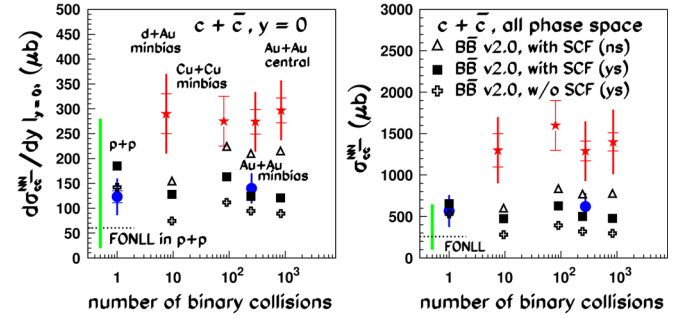 c + c̄ , y = 0
d+Au
minbias
Cu+Cu
minbias
Au+Au
central
p+p
Au+Au
minbias
FONLL in p+p
500
450
400
350
300
250
200
150
100
50
0
dσ^NN_cc̄/dy |y=0, (μb)
1
10
10²
10³
number of binary collisions
c + c̄, all phase space
BB̄ v2.0, with SCF (ns)
BB̄ v2.0, with SCF (ys)
BB̄ v2.0, w/o SCF (ys)
FONLL
3000
2500
2000
1500
1000
500
0
σ^NN_cc̄ (μb)
1
10
10²
10³
number of binary collisions